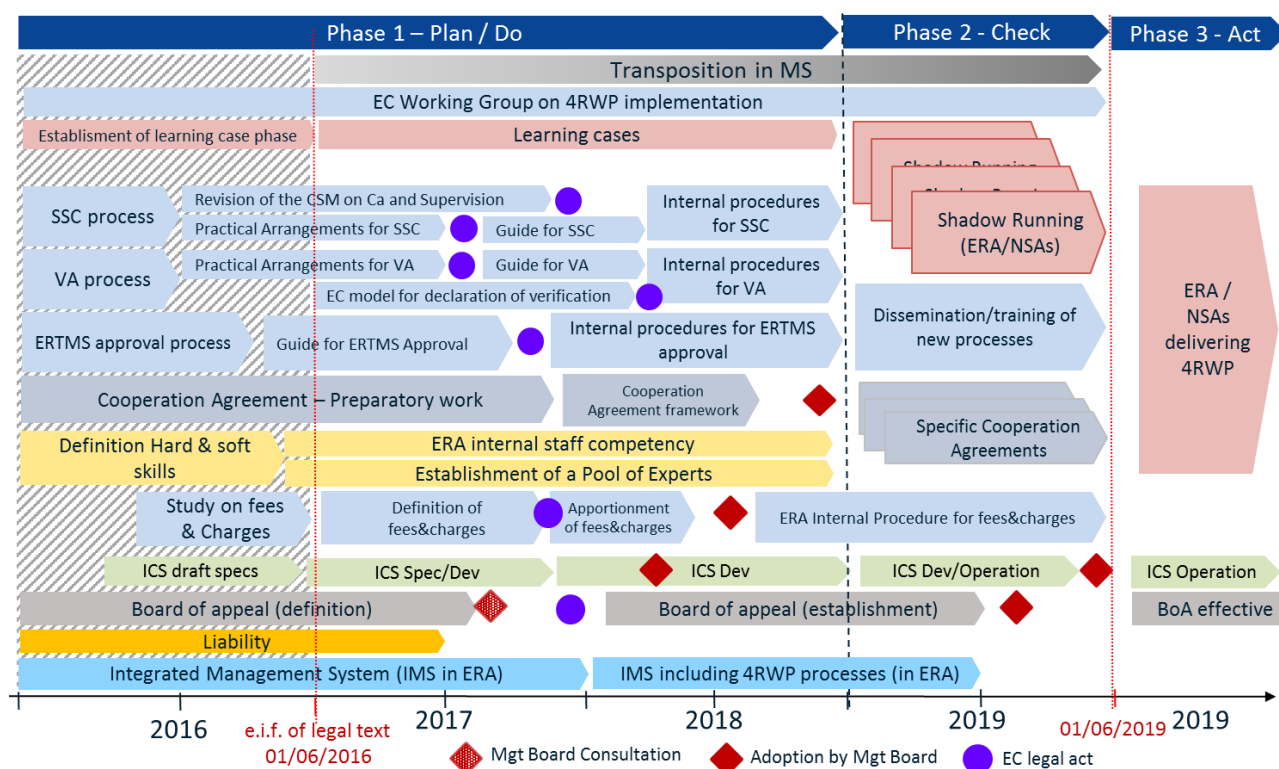 Phase 1 – Plan / Do
Phase 2 - Check
Phase 3 - Act
Transposition in MS
EC Working Group on 4RWP implementation
Establisment of learning case phase
Learning cases
Shadow Running
Shadow Running
(ERA/NSAs)
SSC process
Revision of the CSM on Ca and Supervision
Practical Arrangements for SSC
Guide for SSC
Internal procedures
for SSC
VA process
Practical Arrangements for VA
Guide for VA
EC model for declaration of verification
Internal procedures
for VA
ERTMS approval process
Guide for ERTMS Approval
Internal procedures for ERTMS
approval
Dissemination/training of
new processes
ERA /
NSAs
delivering
4RWP
Cooperation Agreement – Preparatory work
Cooperation
Agreement framework
Specific Cooperation
Agreements
Definition Hard & soft
skills
ERA internal staff competency
Establishment of a Pool of Experts
Study on fees
& Charges
Definition of
fees&charges
Apportionment
of fees&charges
ERA Internal Procedure for fees&charges
ICS draft specs
ICS Spec/Dev
ICS Dev
ICS Dev/Operation
ICS Operation
Board of appeal (definition)
Board of appeal (establishment)
BoA effective
Liability
Integrated Management System (IMS in ERA)
IMS including 4RWP processes (in ERA)
2016
e.i.f. of legal text
01/06/2016
2017
2018
2019
01/06/2019
2019
Mgt Board Consultation
Adoption by Mgt Board
EC legal act